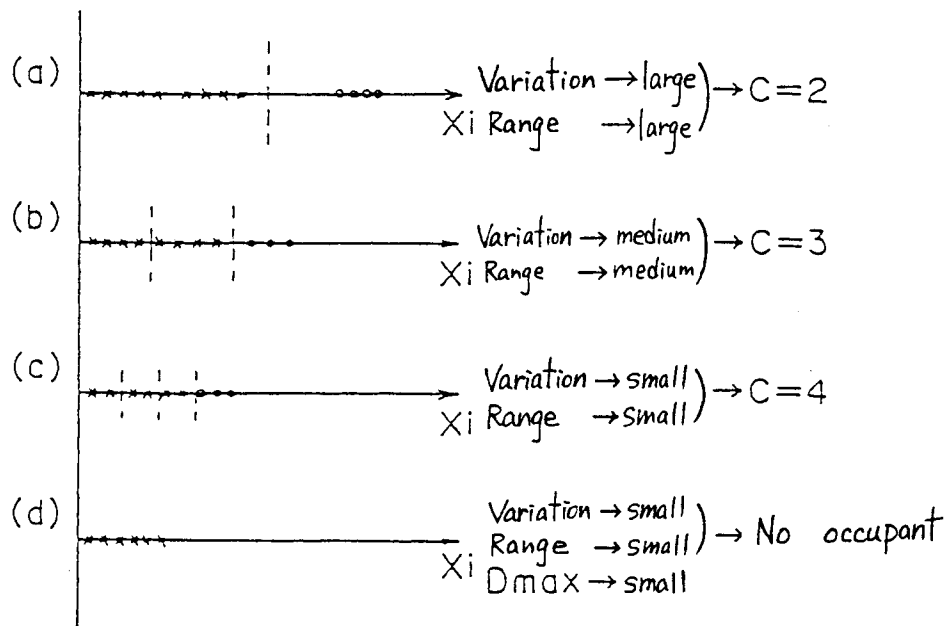 (a) Variation → large) → C=2
Xi Range → large
(b) Variation → medium) → C=3
Xi Range → medium
(c) Variation → small) → C=4
Xi Range → small
(d) Variation → small
Range → small) → No occupant
Xi Dmax → small